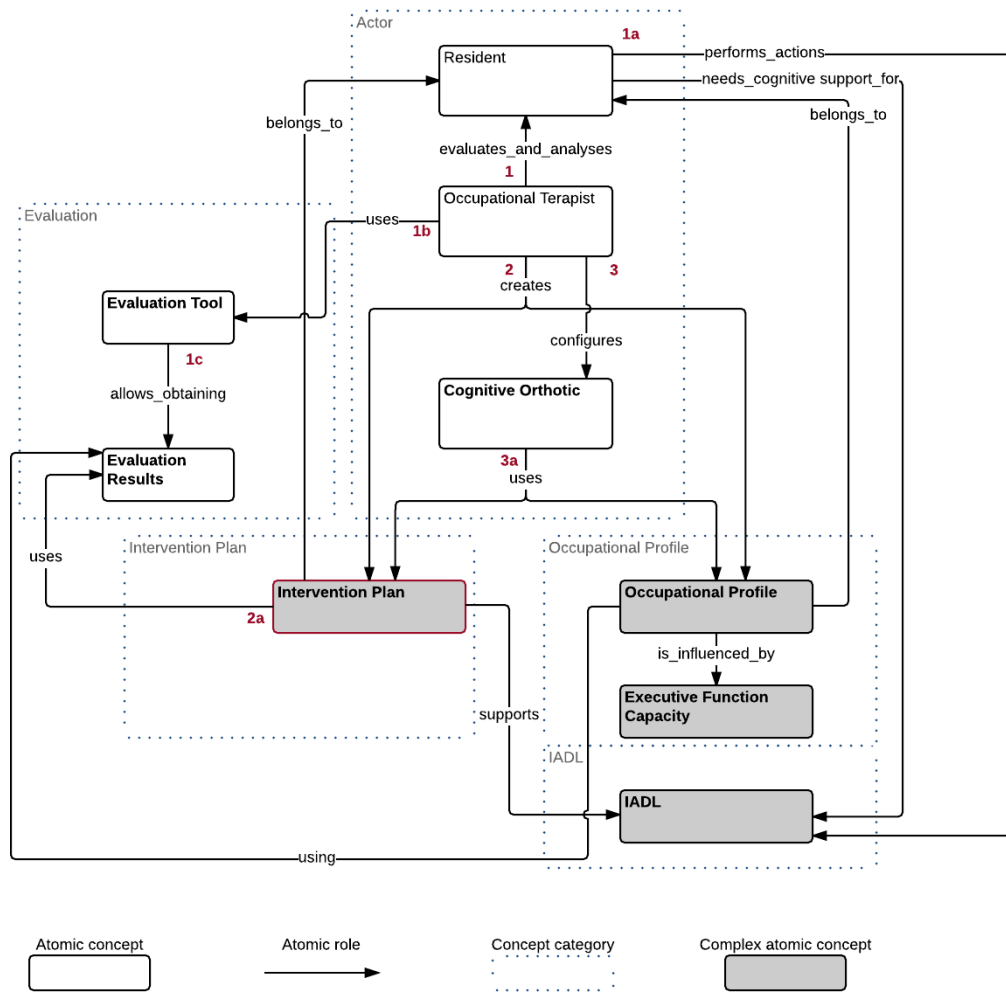 Actor
1a
Resident
performs_actions
needs_cognitive support_for
belongs_to
belongs_to
evaluates_and_analyses
1
Occupational Terapist
Evaluation
uses
1b
2
3
creates
Evaluation Tool
configures
1c
allows_obtaining
Cognitive Orthotic
Evaluation
Results
3a
uses
Intervention Plan
Occupational Profile
uses
Intervention Plan
2a
Occupational Profile
is_influenced_by
Executive Function
Capacity
supports
IADL
IADL
using
Atomic concept
Atomic role
Concept category
Complex atomic concept